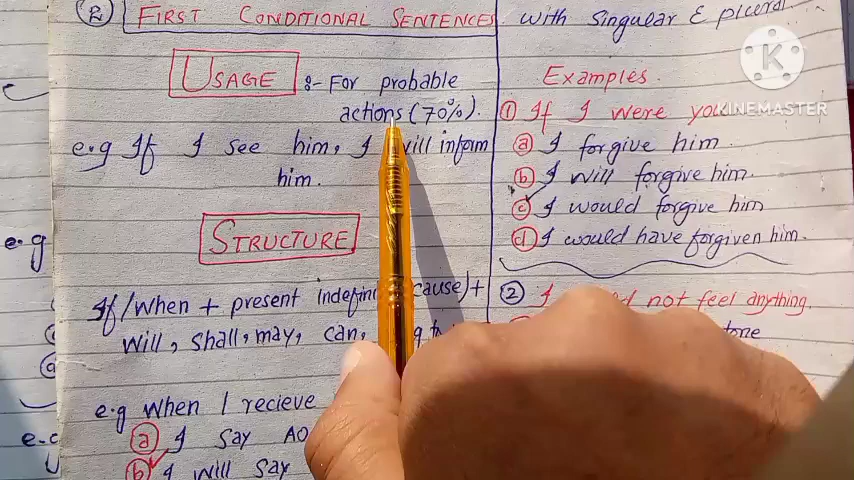 ② FIRST CONDITIONAL SENTENCES
USAGE :- For probable
actions (70%).
e.g If I see him, I will inform
him.
STRUCTURE
If/When + present +
will, shall, may, can,
e.g When I recieve
ⓐ I say
ⓑ I will say
e.g
with singular & plural
Examples.
① If I were you
ⓐ I forgive him.
ⓑ I will forgive him.
ⓒ I would forgive him
ⓓ I would have forgiven him.
② I not feel anything.
KINEMASTER